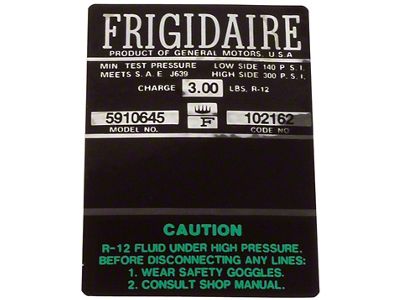 FRIGIDAIRE
PRODUCT OF GENERAL MOTORS, U.S.A
MIN TEST PRESSURE LOW SIDE 140 P.S.I.
MEETS S.A.E J639 HIGH SIDE 300 P.S.I.
CHARGE 3.00 LBS. R-12
5910645 F 102162
MODEL NO. CODE NO
CAUTION
R-12 FLUID UNDER HIGH PRESSURE.
BEFORE DISCONNECTING ANY LINES:
1. WEAR SAFETY GOGGLES.
2. CONSULT SHOP MANUAL.